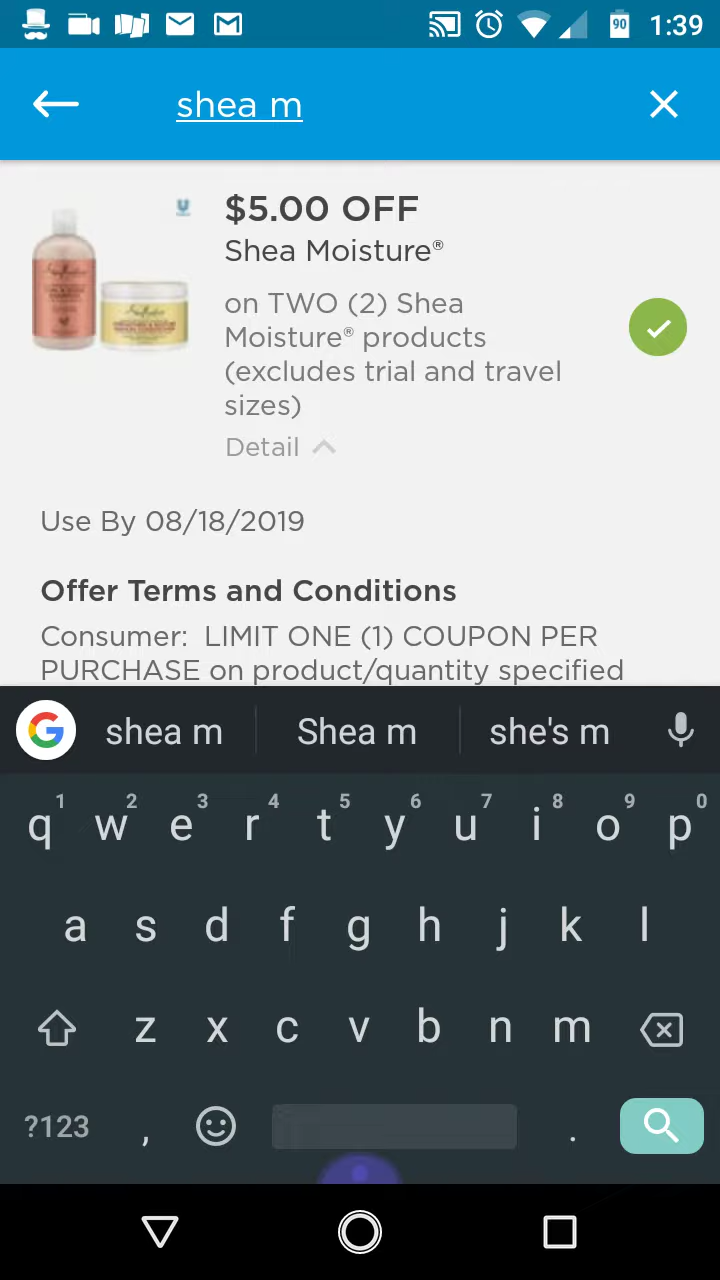 90 1:39
shea m
$5.00 OFF
Shea Moisture®
on TWO (2) Shea
Moisture® products
(excludes trial and travel
sizes)
Detail
Use By 08/18/2019
Offer Terms and Conditions
Consumer: LIMIT ONE (1) COUPON PER
PURCHASE on product/quantity specified
shea m Shea m she's m
1 2 3 4 5 6 7 8 9 0
q w e r t y u i o p
a s d f g h j k l
z x c v b n m
?123 , .